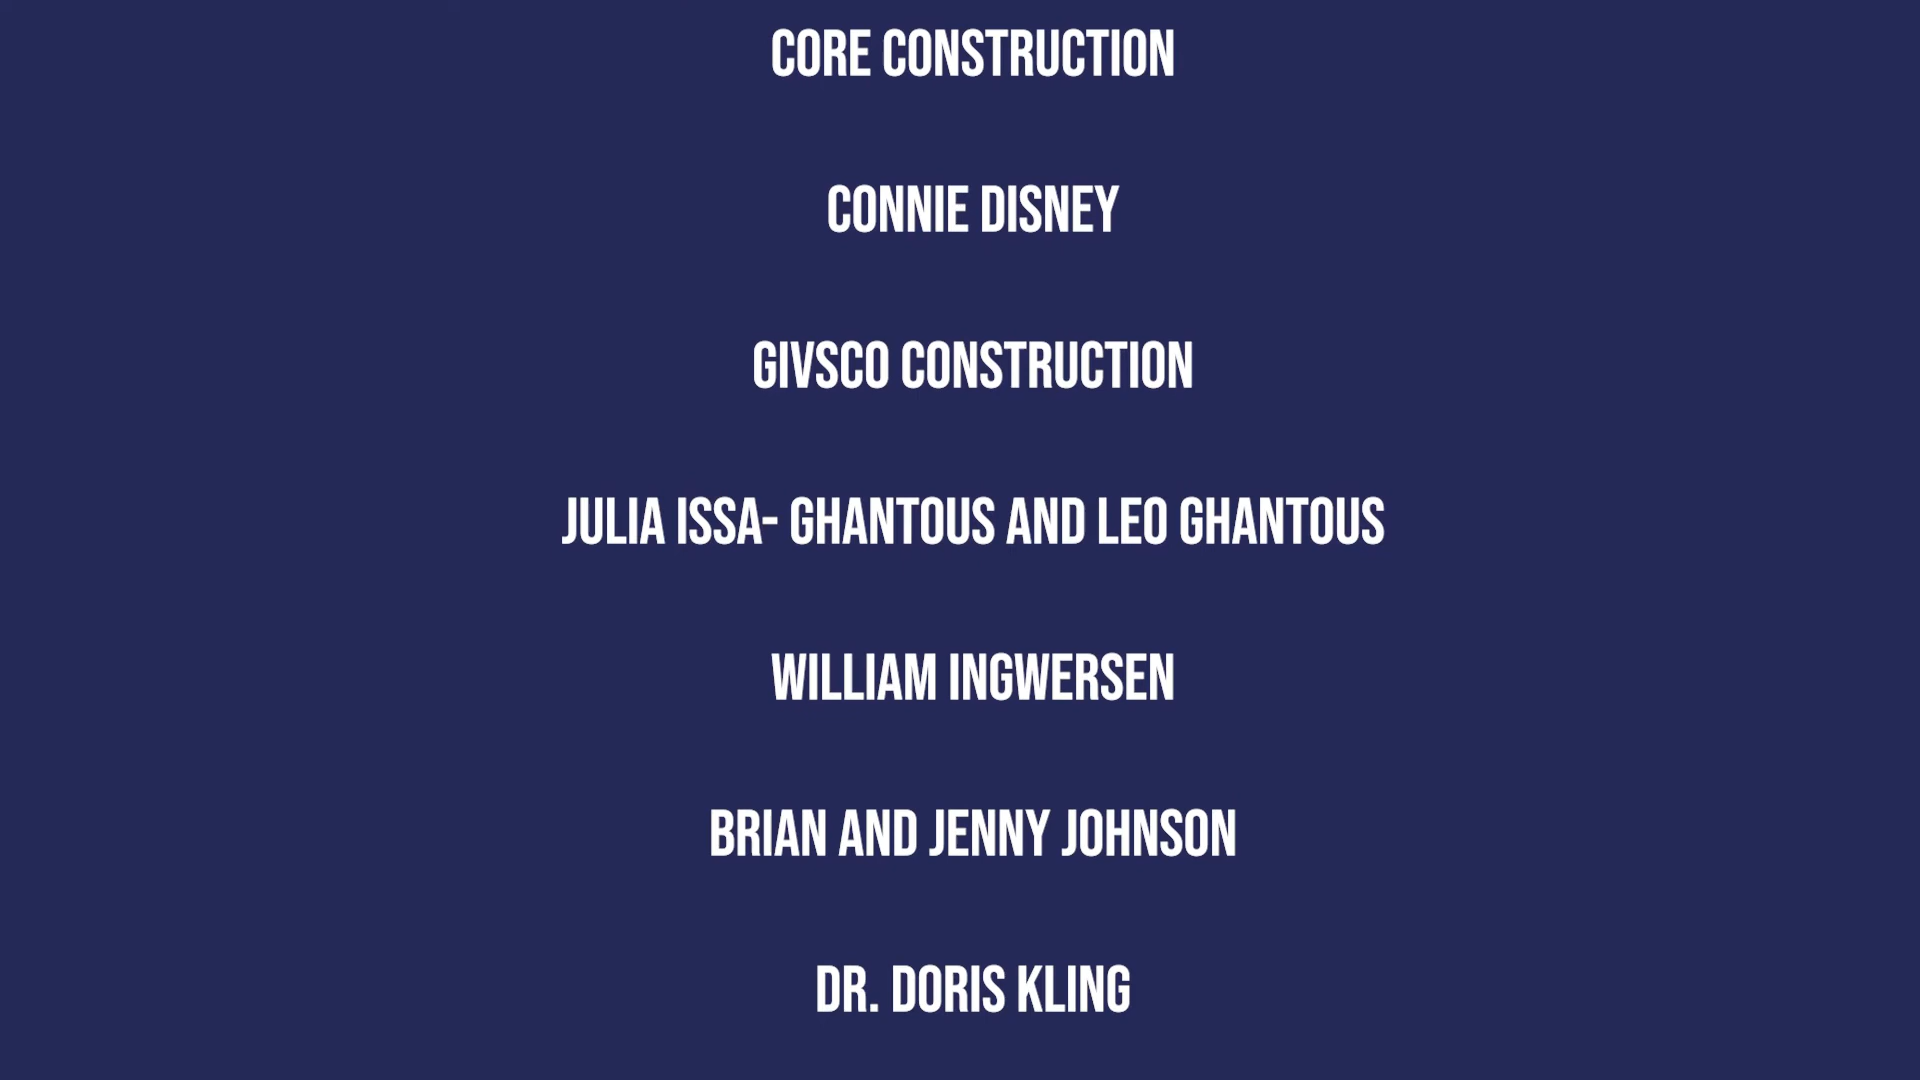 CORE CONSTRUCTION
CONNIE DISNEY
GIVSCO CONSTRUCTION
JULIA ISSA- GHANTOUS AND LEO GHANTOUS
WILLIAM INGWERSEN
BRIAN AND JENNY JOHNSON
DR. DORIS KLING